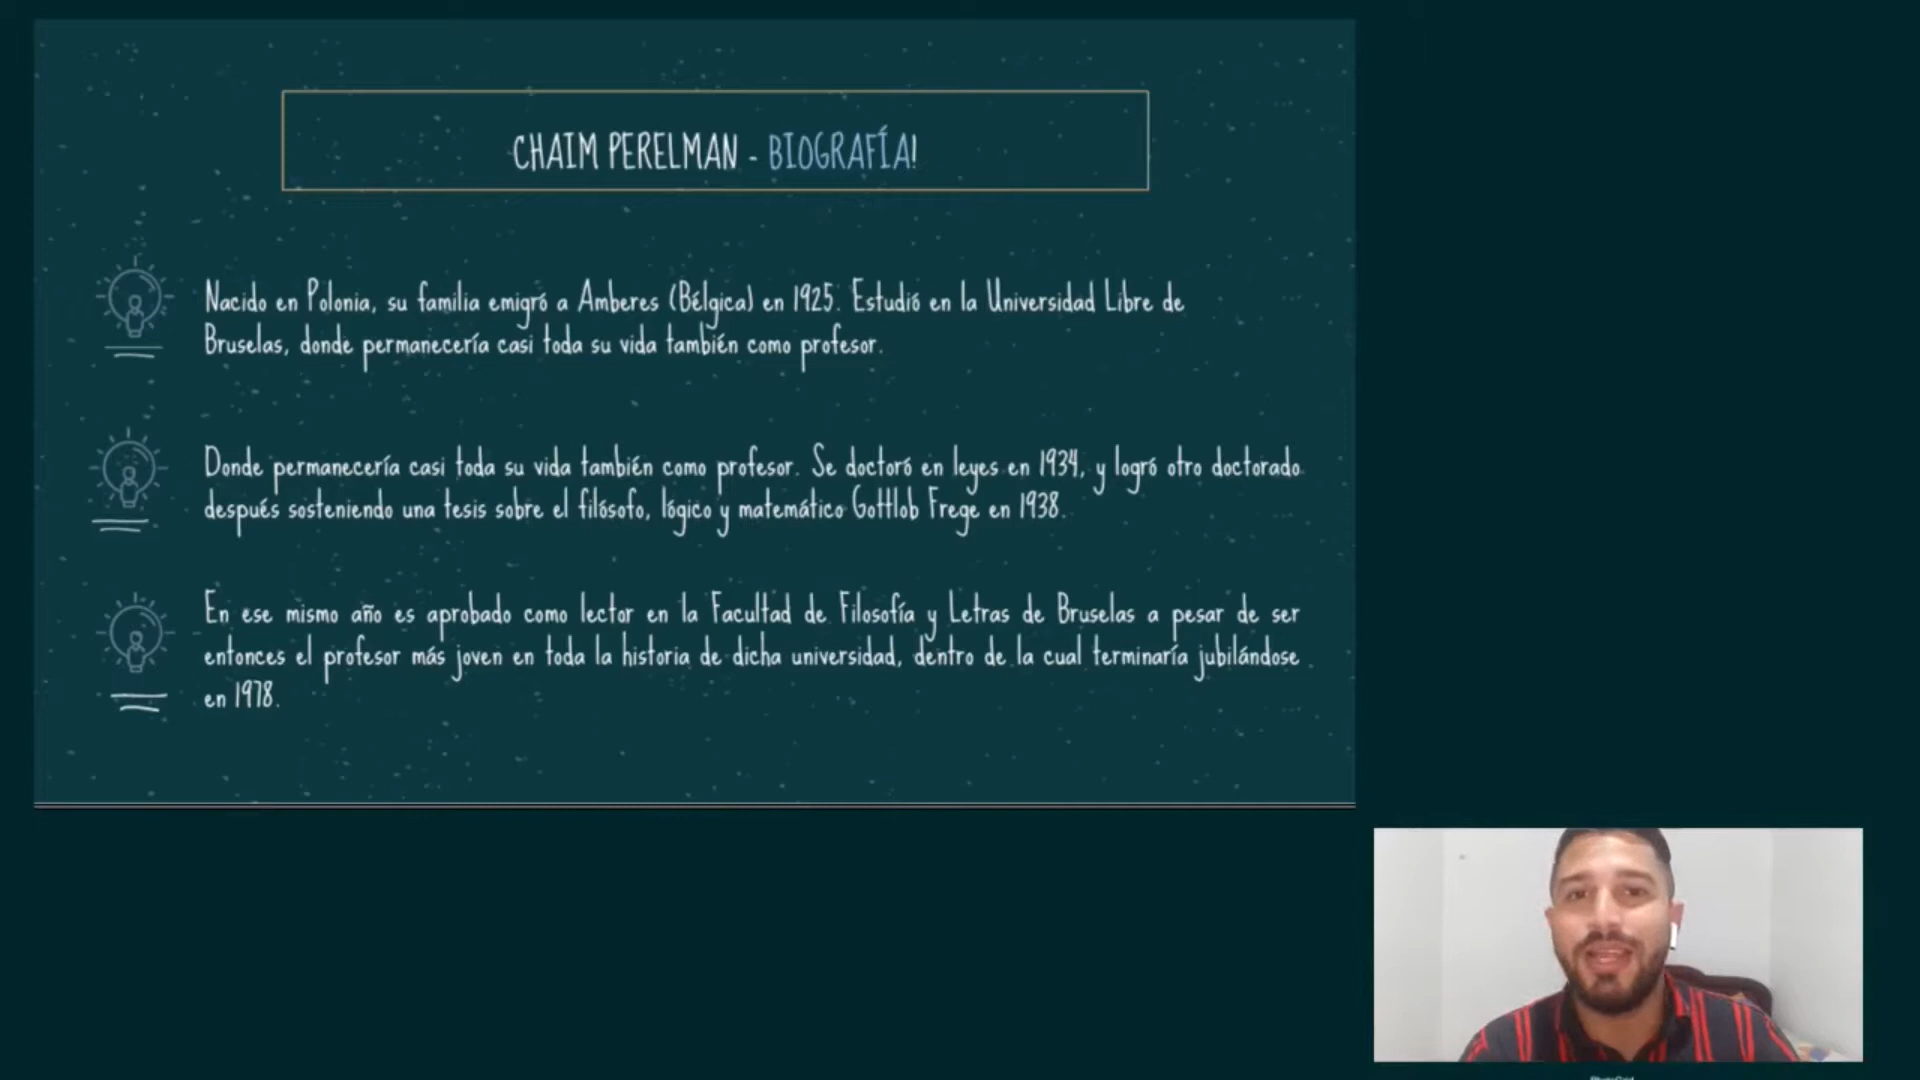 CHAIM PERELMAN - BIOGRAFÍA!
Nacido en Polonia, su familia emigró a Amberes (Bélgica) en 1925. Estudió en la Universidad Libre de
Bruselas, donde permanecería casi toda su vida también como profesor.
Donde permanecería casi toda su vida también como profesor. Se doctoró en leyes en 1934, y logró otro doctorado
después sosteniendo una tesis sobre el filósofo, lógico y matemático Gottlob Frege en 1938.
En ese mismo año es aprobado como lector en la Facultad de Filosofía y Letras de Bruselas a pesar de ser
entonces el profesor más joven en toda la historia de dicha universidad, dentro de la cual terminaría jubilándose
en 1978.